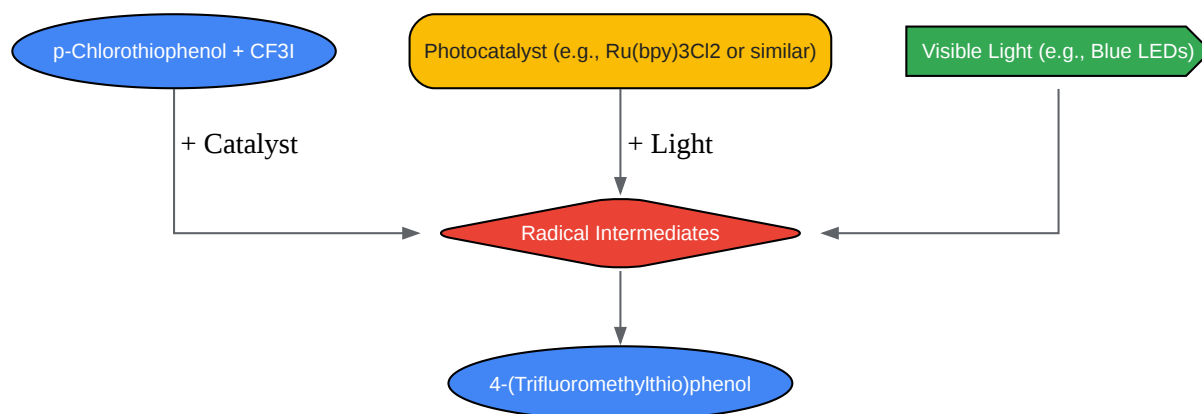 p-Chlorothiophenol + CF3I
Photocatalyst (e.g., Ru(bpy)3Cl2 or similar)
Visible Light (e.g., Blue LEDs)
+ Catalyst
+ Light
Radical Intermediates
4-(Trifluoromethylthio)phenol